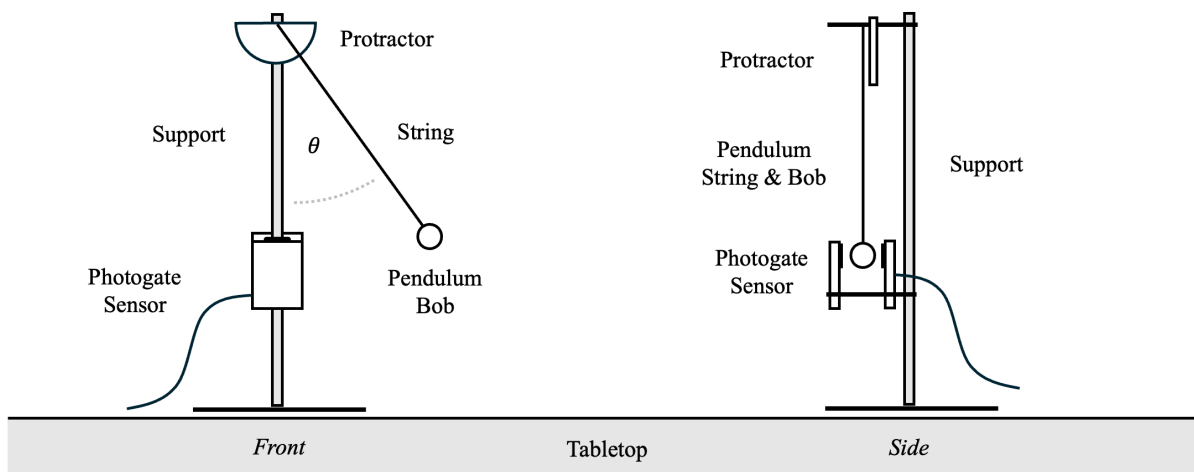 Protractor
Support
θ
String
Photogate
Sensor
Pendulum
Bob
Front
Tabletop
Protractor
Pendulum
String & Bob
Support
Photogate
Sensor
Side